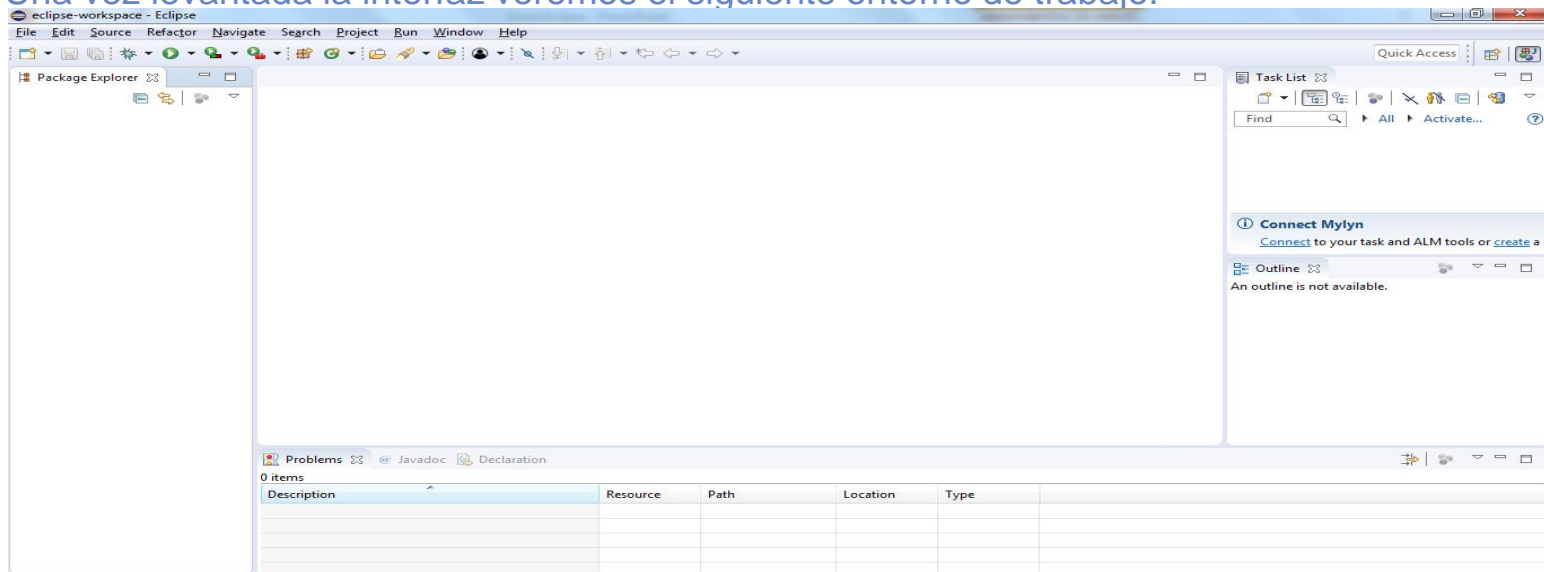 Una vez levantada la interfaz veremos el siguiente entorno de trabajo:
eclipse-workspace - Eclipse
File Edit Source Refactor Navigate Search Project Run Window Help
Quick Access
Package Explorer
Task List
Find All Activate...
Connect Mylyn
Connect to your task and ALM tools or create a
Outline
An outline is not available.
Problems @ Javadoc Declaration
0 items
Description Resource Path Location Type